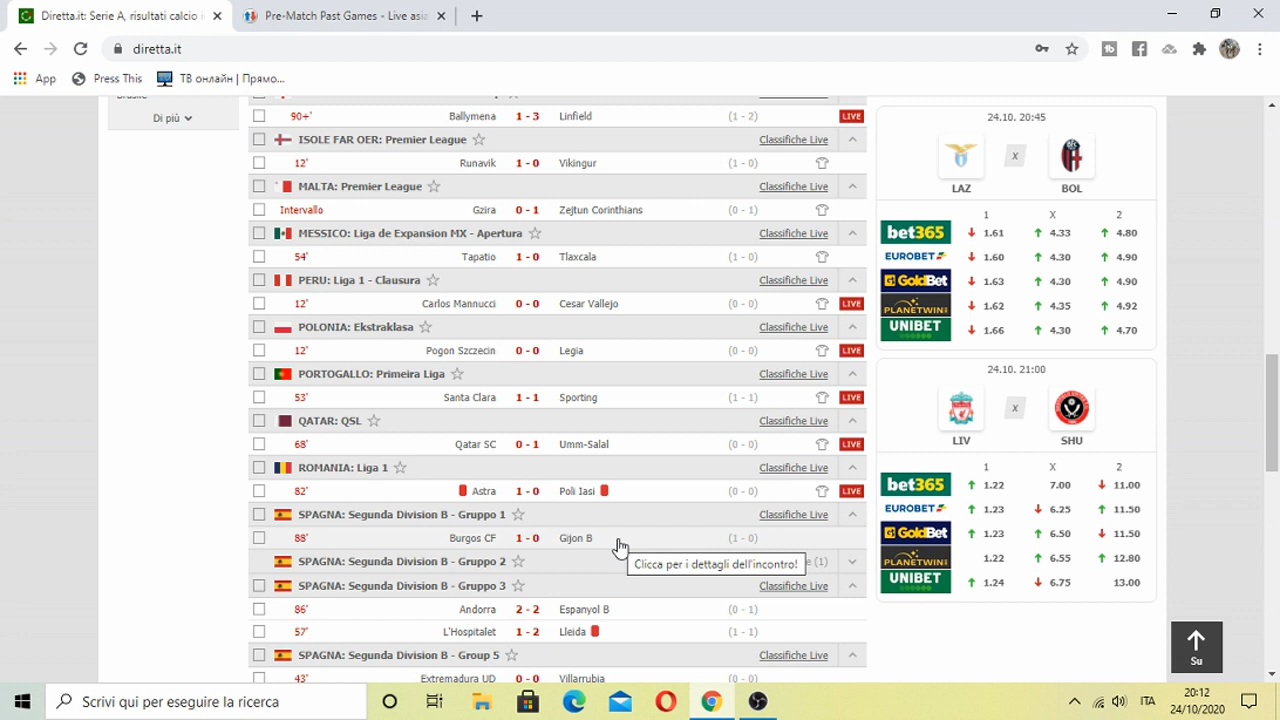 Diretta.it: Serie A, risultati calcio
Pre-Match Past Games - Live asia
diretta.it
App
Press This
ТВ онлайн | Прямо...
Di più
90+' Ballymena 1 - 3 Linfield (1 - 2) LIVE
ISOLE FAR OER: Premier League Classifiche Live
12' Runavik 1 - 0 Vikingur (1 - 0)
MALTA: Premier League Classifiche Live
Intervallo Gzira 0 - 1 Zejtun Corinthians (0 - 1)
MESSICO: Liga de Expansion MX - Apertura Classifiche Live
54' Tapatio 1 - 0 Tlaxcala (1 - 0)
PERU: Liga 1 - Clausura Classifiche Live
12' Carlos Mannucci 0 - 0 Cesar Vallejo (0 - 0) LIVE
POLONIA: Ekstraklasa Classifiche Live
12' Pogon Szczecin 0 - 0 Legia (0 - 0) LIVE
PORTOGALLO: Primeira Liga Classifiche Live
53' Santa Clara 1 - 1 Sporting (1 - 1) LIVE
QATAR: QSL Classifiche Live
68' Qatar SC 0 - 1 Umm-Salal (0 - 0) LIVE
ROMANIA: Liga 1 Classifiche Live
82' Astra 1 - 0 Poli Iasi (0 - 0) LIVE
SPAGNA: Segunda Division B - Gruppo 1 Classifiche Live
88' Burgos CF 1 - 0 Gijon B (1 - 0)
Clicca per i dettagli dell'incontro!
SPAGNA: Segunda Division B - Gruppo 2 (1)
SPAGNA: Segunda Division B - Gruppo 3 Classifiche Live
86' Andorra 2 - 2 Espanyol B (0 - 1)
57' L'Hospitalet 1 - 2 Lleida (1 - 1)
SPAGNA: Segunda Division B - Group 5 Classifiche Live
43' Extremadura UD 0 - 0 Villarrubia (0 - 0)
24.10. 20:45
X
LAZ BOL
1 X 2
bet365 1.61 4.33 4.80
EUROBET 1.60 4.30 4.90
GoldBet 1.63 4.30 4.90
PLANETWIN 1.62 4.35 4.92
UNIBET 1.66 4.30 4.70
24.10. 21:00
X
LIV SHU
1 X 2
bet365 1.22 7.00 11.00
EUROBET 1.23 6.25 11.50
GoldBet 1.23 6.50 11.50
PLANETWIN 1.22 6.55 12.80
UNIBET 1.24 6.75 13.00
Su
Scrivi qui per eseguire la ricerca
ITA
20:12
24/10/2020